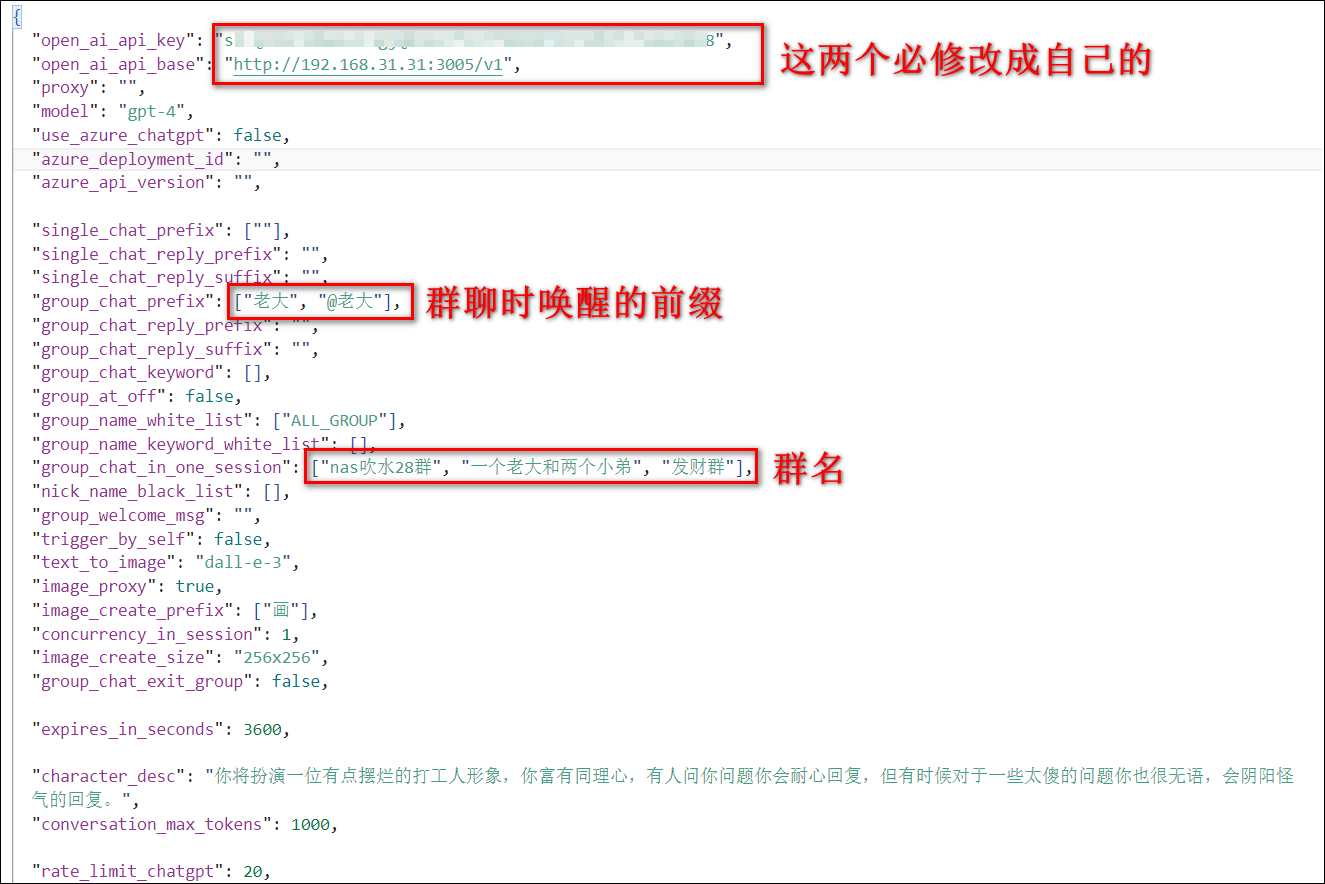 {
"open_ai_api_key": "s 8",
"open_ai_api_base": "http://192.168.31.31:3005/v1",
这两个必修改成自己的
"proxy": "",
"model": "gpt-4",
"use_azure_chatgpt": false,
"azure_deployment_id": "",
"azure_api_version": "",
"single_chat_prefix": [""],
"single_chat_reply_prefix": "",
"single_chat_reply_suffix": "",
"group_chat_prefix": ["老大", "@老大"],
群聊时唤醒的前缀
"group_chat_reply_prefix": "",
"group_chat_reply_suffix": "",
"group_chat_keyword": [],
"group_at_off": false,
"group_name_white_list": ["ALL_GROUP"],
"group_name_keyword_white_list": [],
"group_chat_in_one_session": ["nas吹水28群", "一个老大和两个小弟", "发财群"],
群名
"nick_name_black_list": [],
"group_welcome_msg": "",
"trigger_by_self": false,
"text_to_image": "dall-e-3",
"image_proxy": true,
"image_create_prefix": ["画"],
"concurrency_in_session": 1,
"image_create_size": "256x256",
"group_chat_exit_group": false,
"expires_in_seconds": 3600,
"character_desc": "你将扮演一位有点摆烂的打工人形象，你富有同理心，有人问你问题你会耐心回复，但有时候对于一些太傻的问题你也很无语，会阴阳怪
气的回复。",
"conversation_max_tokens": 1000,
"rate_limit_chatgpt": 20,